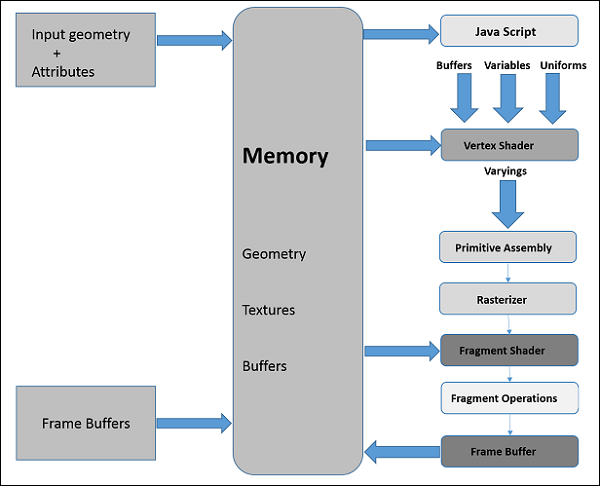 Input geometry
+
Attributes
Memory
Geometry
Textures
Buffers
Frame Buffers
Java Script
Buffers Variables Uniforms
Vertex Shader
Varyings
Primitive Assembly
Rasterizer
Fragment Shader
Fragment Operations
Frame Buffer